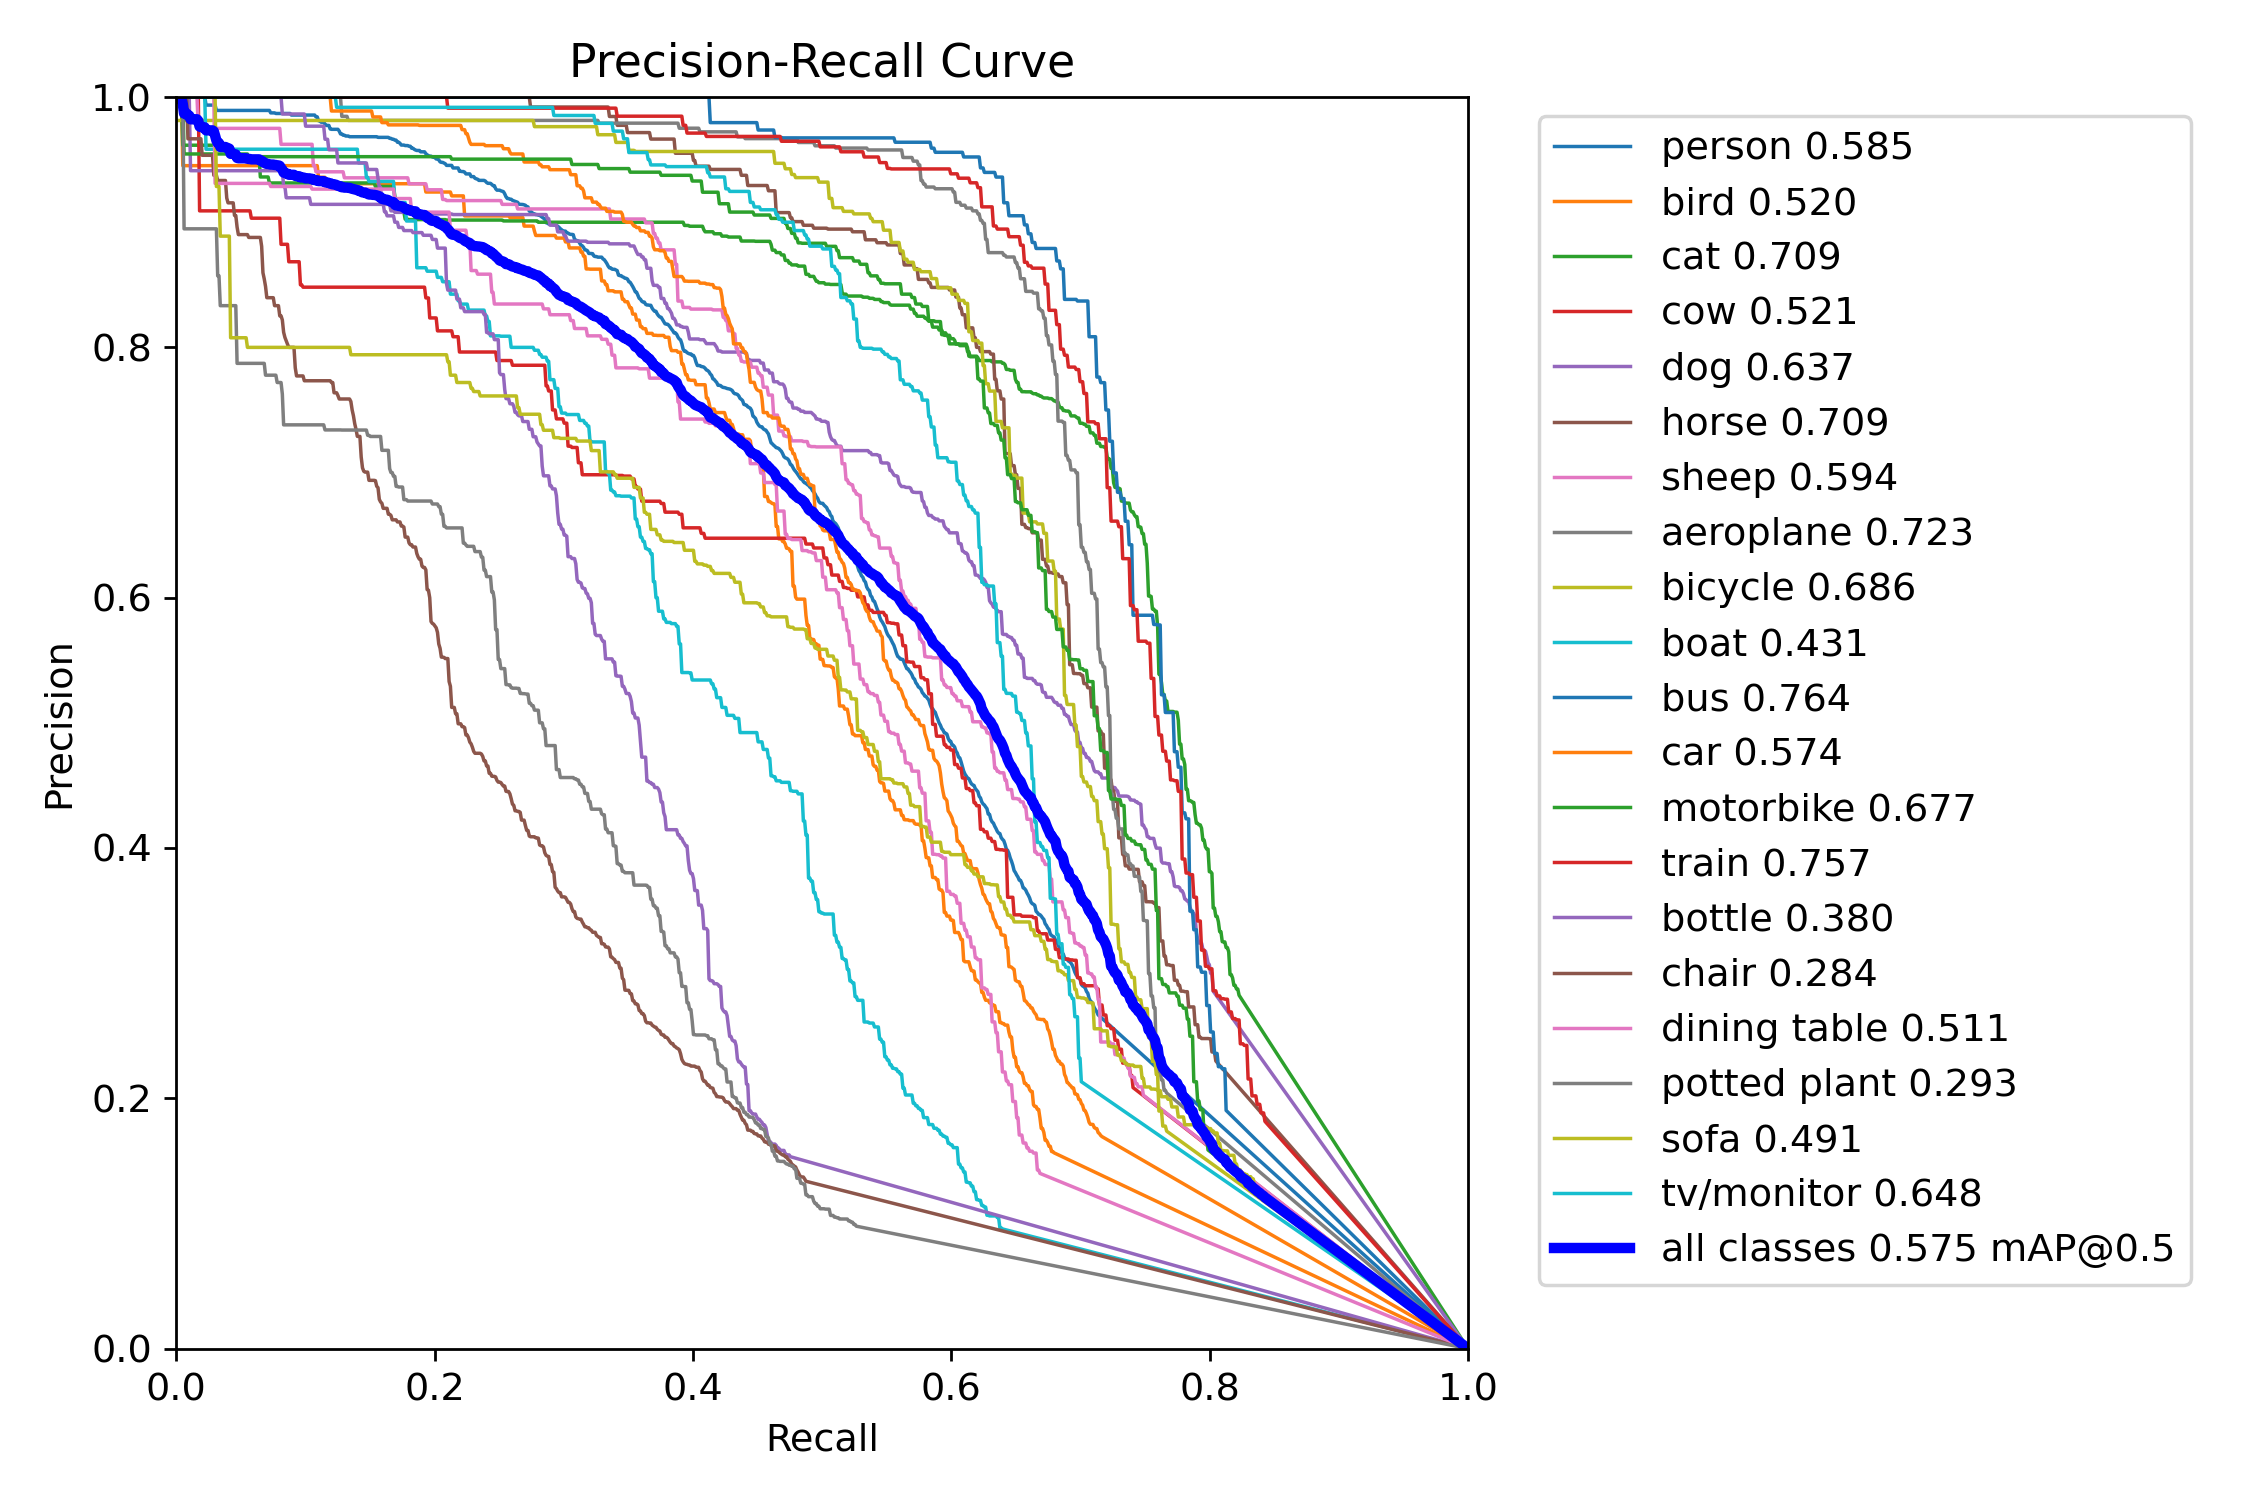 Precision-Recall Curve
1.0
0.8
0.6
0.4
0.2
0.0
Precision
0.0 0.2 0.4 0.6 0.8 1.0
Recall
person 0.585
bird 0.520
cat 0.709
cow 0.521
dog 0.637
horse 0.709
sheep 0.594
aeroplane 0.723
bicycle 0.686
boat 0.431
bus 0.764
car 0.574
motorbike 0.677
train 0.757
bottle 0.380
chair 0.284
dining table 0.511
potted plant 0.293
sofa 0.491
tv/monitor 0.648
all classes 0.575 mAP@0.5